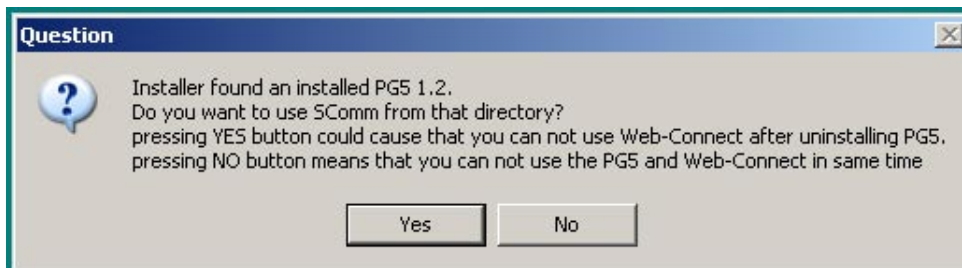 Question
Installer found an installed PG5 1.2.
Do you want to use SComm from that directory?
pressing YES button could cause that you can not use Web-Connect after uninstalling PG5.
pressing NO button means that you can not use the PG5 and Web-Connect in same time
Yes
No